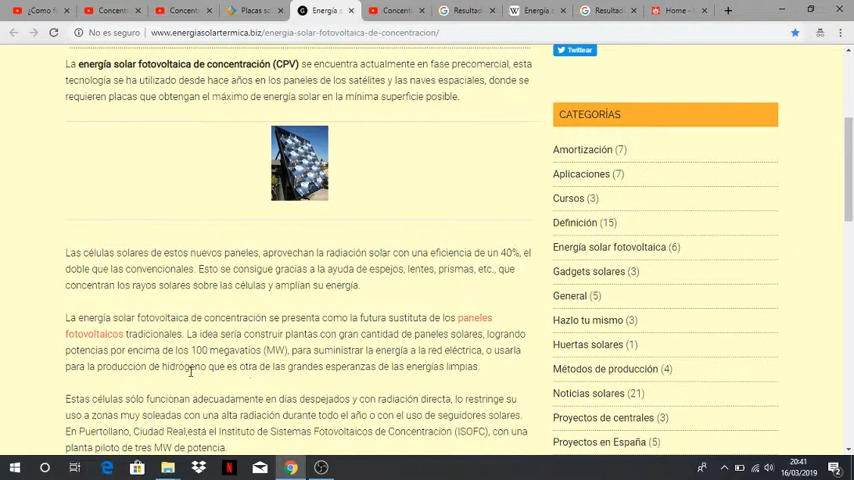 ¿Como f
Concent
Concent
Placas so
Energía s
Concent
Resultad
Energía c
Resultad
Home -
No es seguro | www.energiasolartermica.biz/energia-solar-fotovoltaica-de-concentracion/
La energía solar fotovoltaica de concentración (CPV) se encuentra actualmente en fase precomercial, esta
tecnología se ha utilizado desde hace años en los paneles de los satélites y las naves espaciales, donde se
requieren placas que obtengan el máximo de energía solar en la mínima superficie posible.
Las células solares de estos nuevos paneles, aprovechan la radiación solar con una eficiencia de un 40%, el
doble que las convencionales. Esto se consigue gracias a la ayuda de espejos, lentes, prismas, etc., que
concentran los rayos solares sobre las células y amplían su energía.
La energía solar fotovoltaica de concentración se presenta como la futura sustituta de los paneles
fotovoltaicos tradicionales. La idea sería construir plantas con gran cantidad de paneles solares, logrando
potencias por encima de los 100 megavatios (MW), para suministrar la energía a la red eléctrica, o usarla
para la producción de hidrógeno que es otra de las grandes esperanzas de las energías limpias.
Estas células sólo funcionan adecuadamente en días despejados y con radiación directa, lo restringe su
uso a zonas muy soleadas con una alta radiación durante todo el año o con el uso de seguidores solares.
En Puertollano, Ciudad Real,está el Instituto de Sistemas Fotovoltaicos de Concentración (ISOFC), con una
planta piloto de tres MW de potencia.
Twittear
CATEGORÍAS
Amortización (7)
Aplicaciones (7)
Cursos (3)
Definición (15)
Energía solar fotovoltaica (6)
Gadgets solares (3)
General (5)
Hazlo tu mismo (3)
Huertas solares (1)
Métodos de producción (4)
Noticias solares (21)
Proyectos de centrales (3)
Proyectos en España (5)
20:41
16/03/2019
2